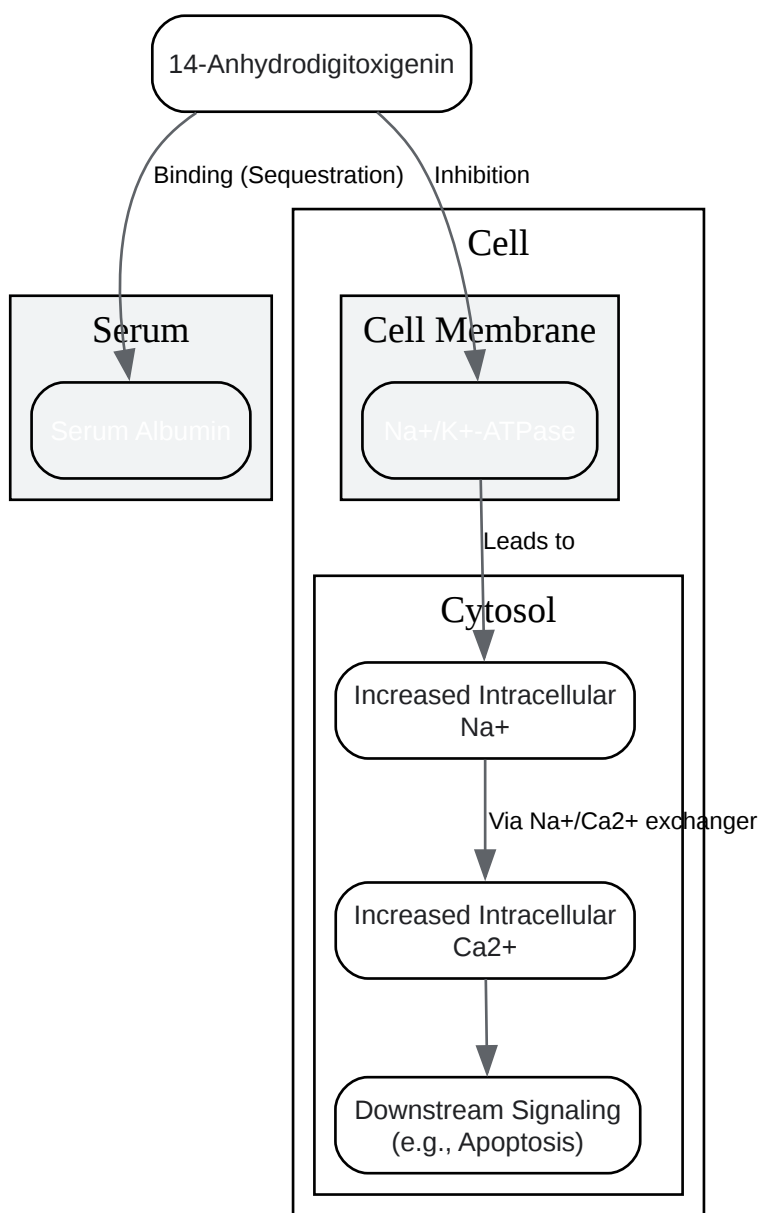 14-Anhydrodigitoxigenin
Binding (Sequestration)
Inhibition
Cell
Serum
Cell Membrane
Serum Albumin
Na+/K+-ATPase
Leads to
Cytosol
Increased Intracellular
Na+
Via Na+/Ca2+ exchanger
Increased Intracellular
Ca2+
Downstream Signaling
(e.g., Apoptosis)